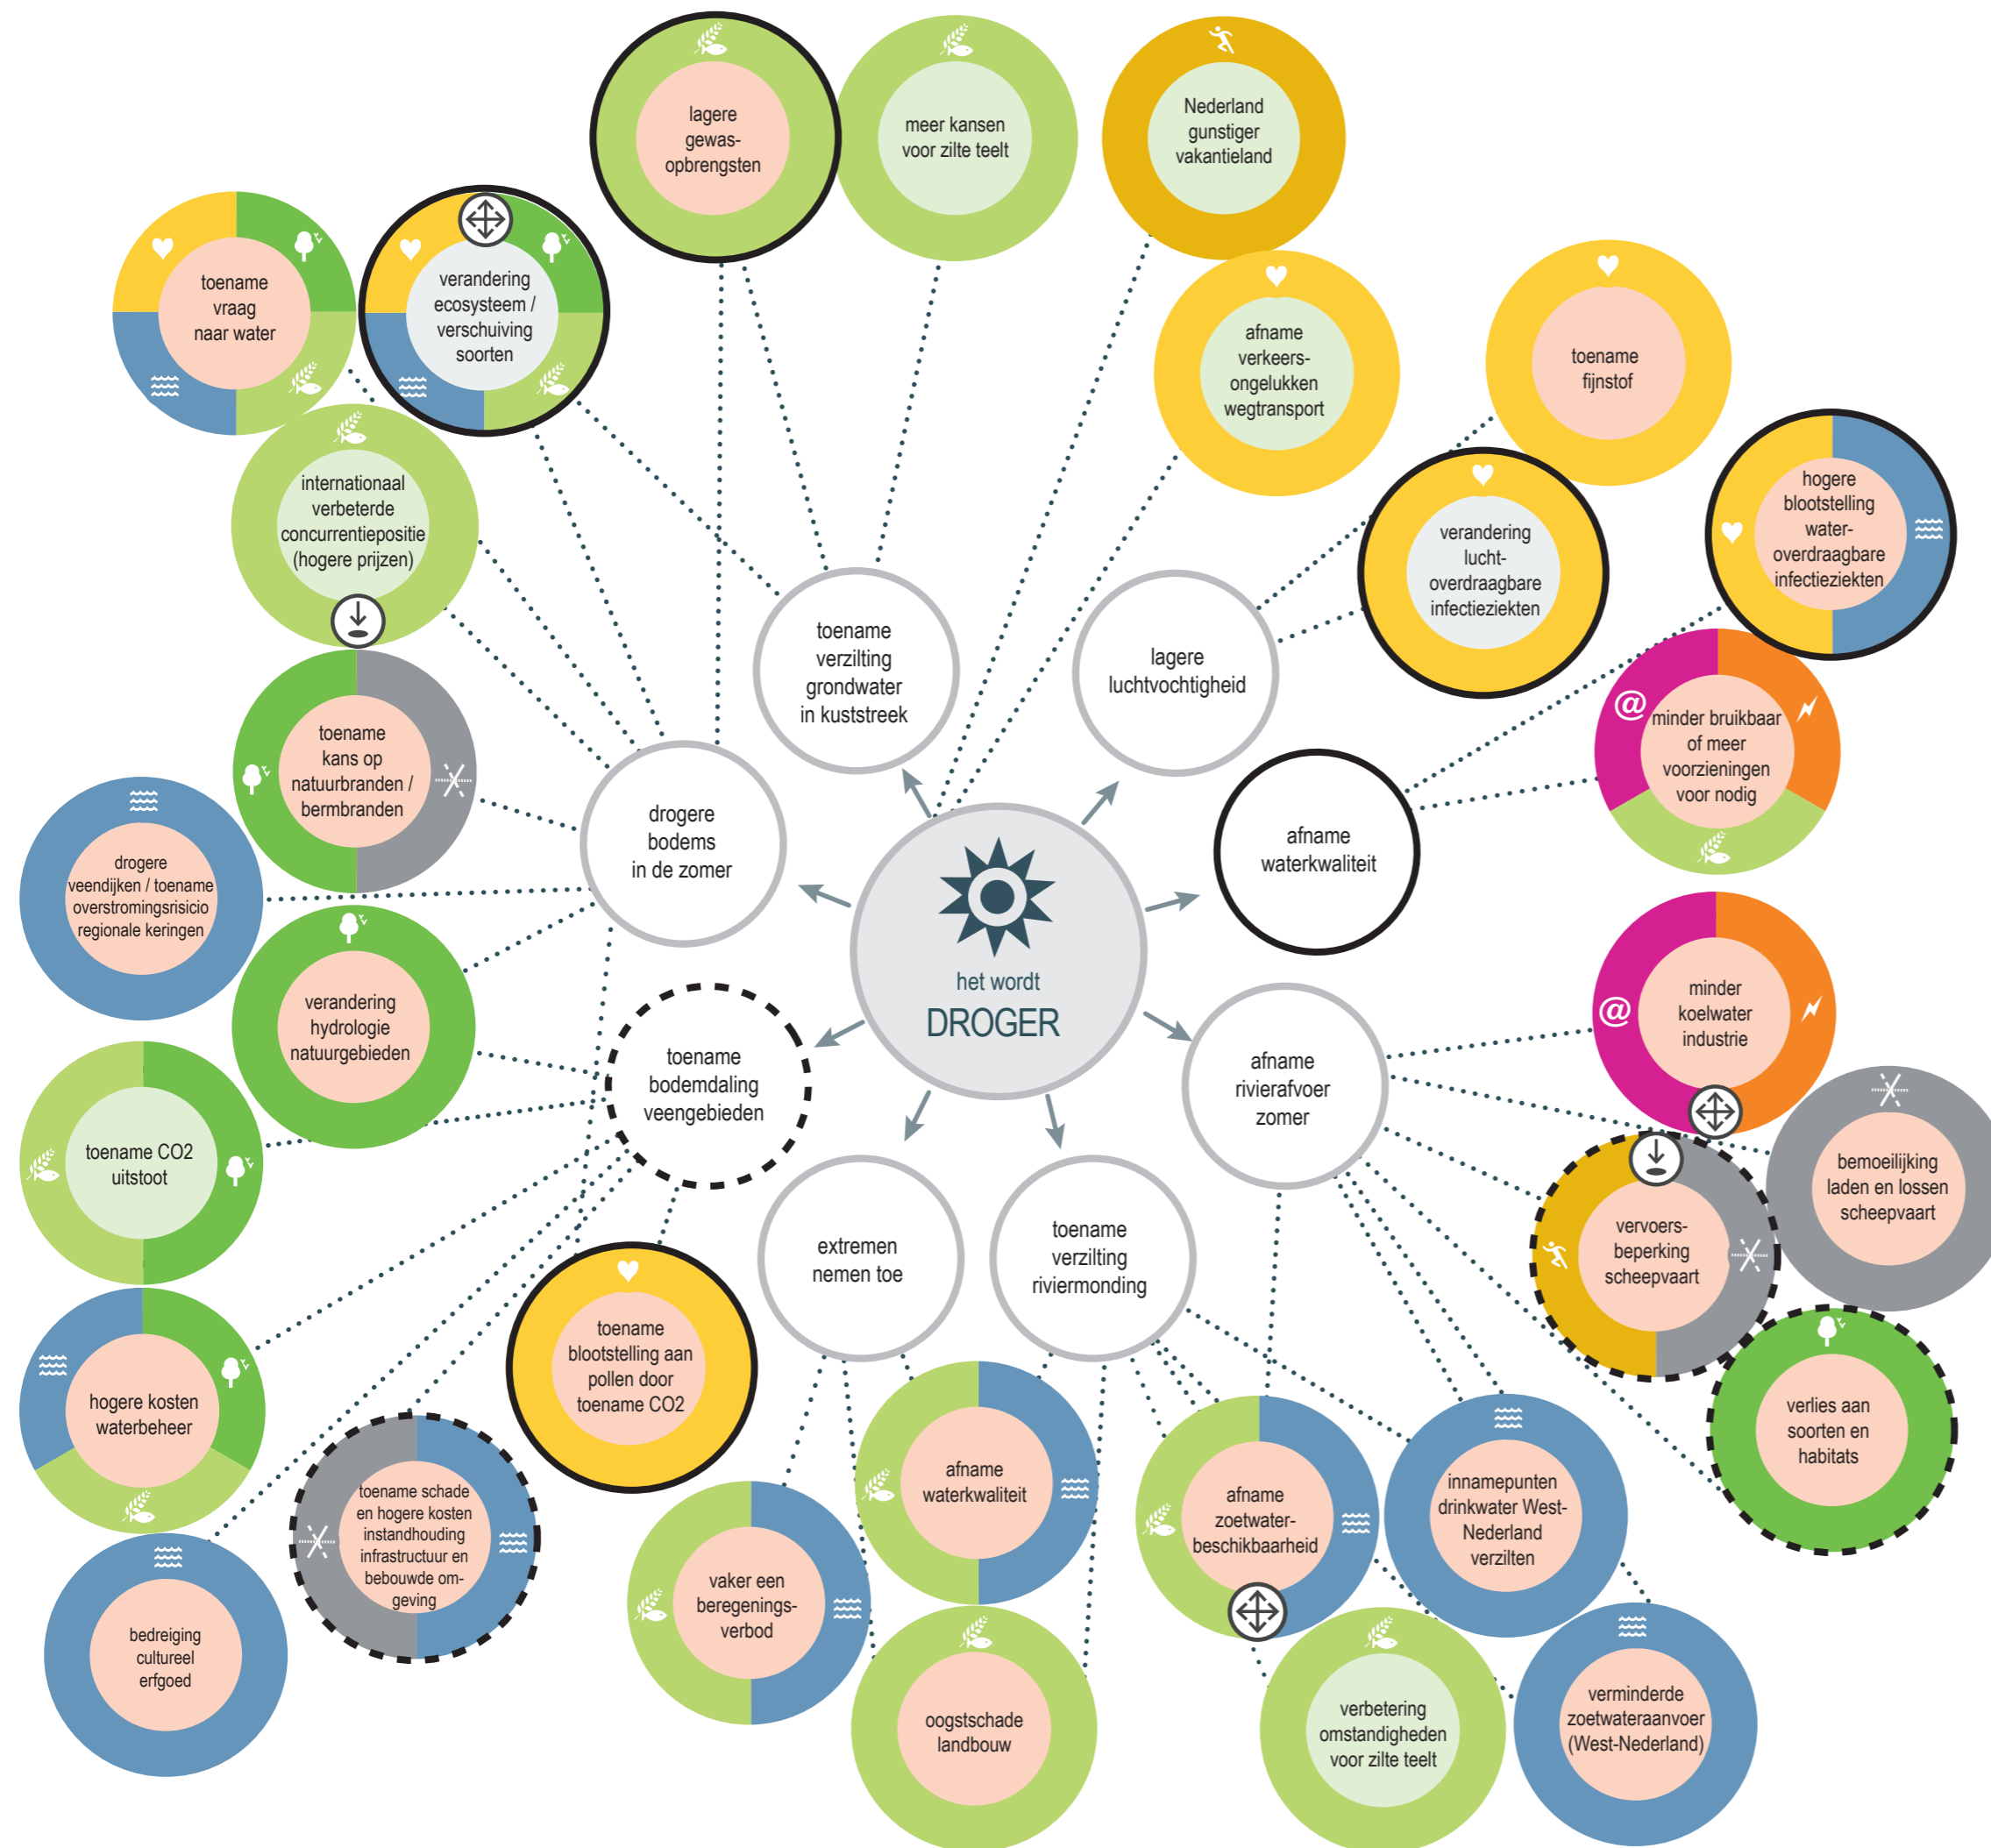 lagere
gewas-
opbrengsten
meer kansen
voor zilte teelt
Nederland
gunstiger
vakantieland
toename
vraag
naar water
verandering
ecosysteem /
verschuiving
soorten
afname
verkeers-
ongelukken
wegtransport
toename
fijnstof
internationaal
verbeterde
concurrentiepositie
(hogere prijzen)
verandering
lucht-
overdraagbare
infectieziekten
hogere
blootstelling
water-
overdraagbare
infectieziekten
toename
verzilting
grondwater
in kuststreek
lagere
luchtvochtigheid
toename
kans op
natuurbranden /
bermbranden
@
minder bruikbaar
of meer
voorzieningen
voor nodig
drogere
bodems
in de zomer
afname
waterkwaliteit
drogere
veendijken / toename
overstromingsrisico
regionale keringen
het wordt
DROGER
verandering
hydrologie
natuurgebieden
@
minder
koelwater
industrie
toename
bodemdaling
veengebieden
afname
rivierafvoer
zomer
toename CO2
uitstoot
bemoeilijking
laden en lossen
scheepvaart
extremen
nemen toe
toename
verzilting
riviermonding
vervoers-
beperking
scheepvaart
toename
blootstelling aan
pollen door
toename CO2
hogere kosten
waterbeheer
verlies aan
soorten en
habitats
toename schade
en hogere kosten
instandhouding
infrastructuur en
bebouwde om-
geving
afname
waterkwaliteit
afname
zoetwater-
beschikbaarheid
innamepunten
drinkwater West-
Nederland
verzilten
vaker een
beregenings-
verbod
bedreiging
cultureel
erfgoed
oogstschade
landbouw
verbetering
omstandigheden
voor zilte teelt
verminderde
zoetwateraanvoer
(West-Nederland)